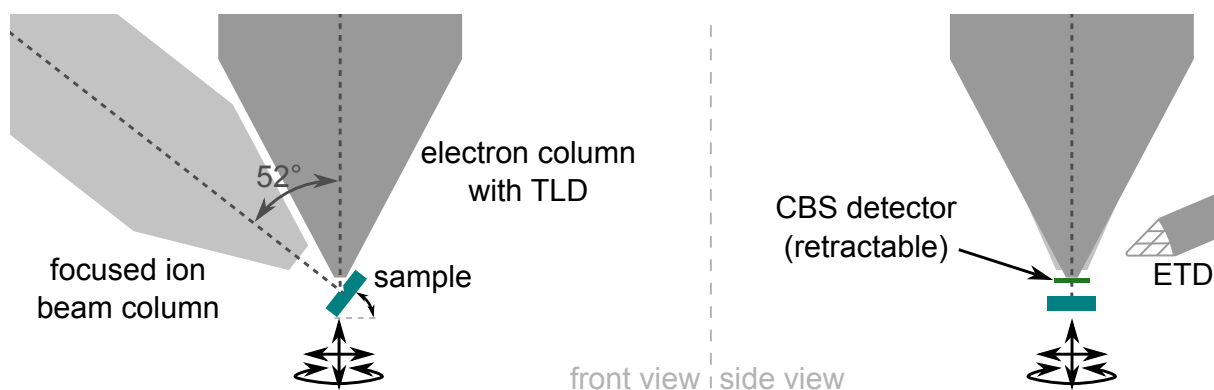 52°
electron column
with TLD
focused ion
beam column
sample
CBS detector
(retractable)
ETD
front view
side view